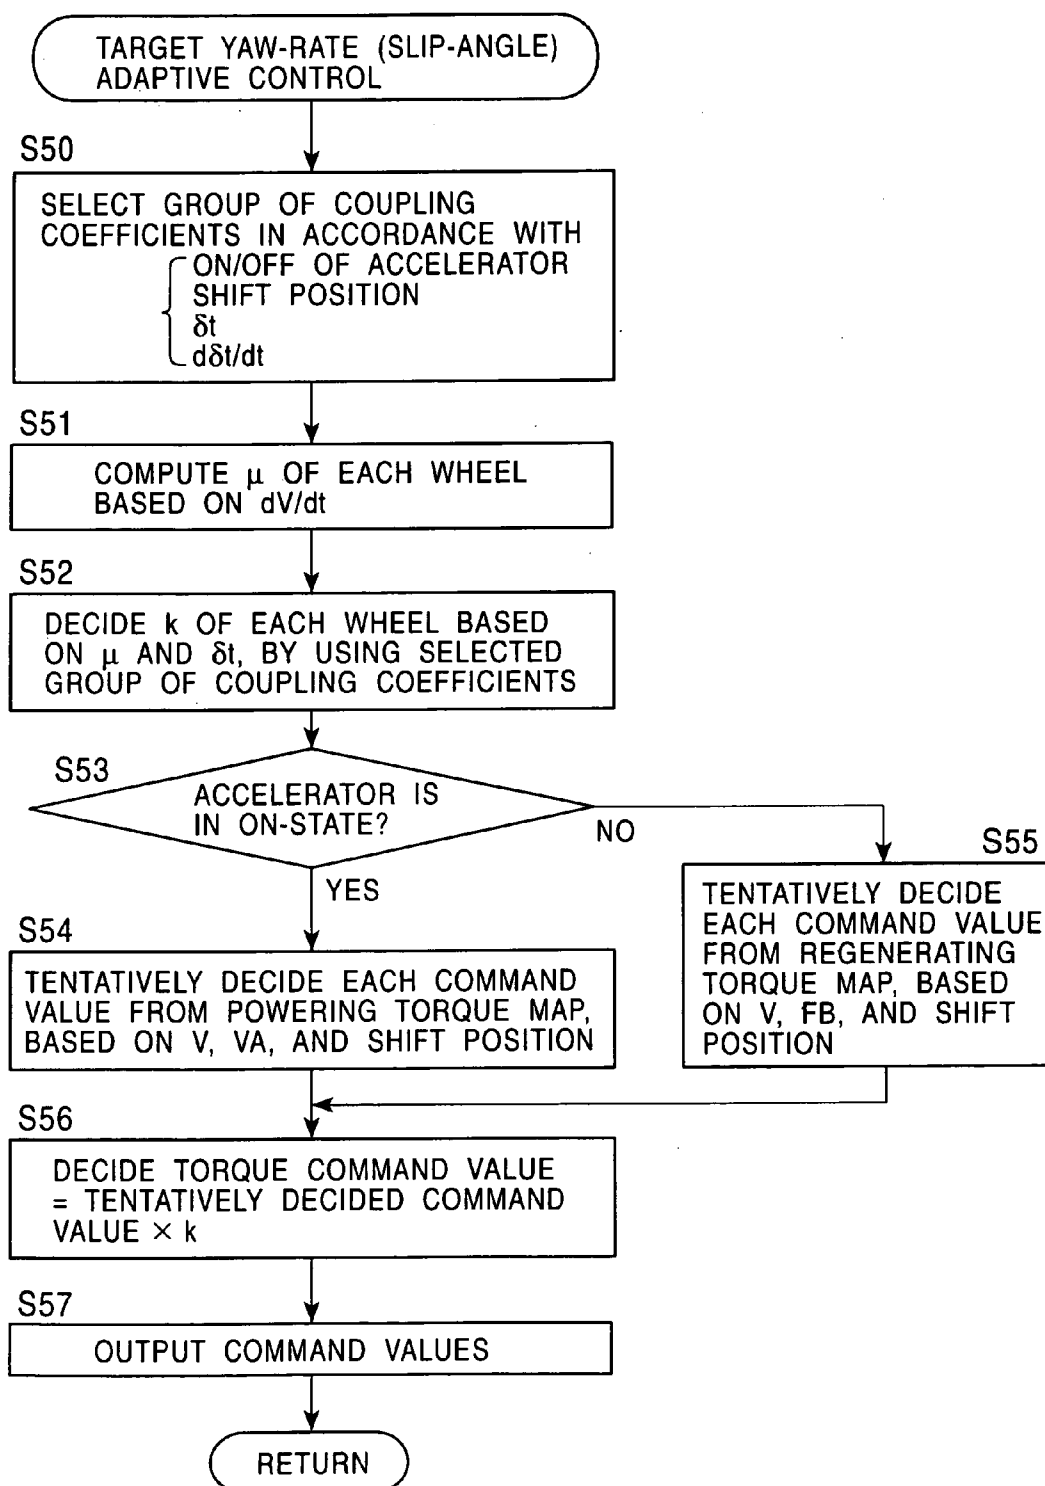 TARGET YAW-RATE (SLIP-ANGLE)
ADAPTIVE CONTROL
S50
SELECT GROUP OF COUPLING
COEFFICIENTS IN ACCORDANCE WITH
ON/OFF OF ACCELERATOR
SHIFT POSITION
δt
dδt/dt
S51
COMPUTE μ OF EACH WHEEL
BASED ON dV/dt
S52
DECIDE k OF EACH WHEEL BASED
ON μ AND δt, BY USING SELECTED
GROUP OF COUPLING COEFFICIENTS
S53
ACCELERATOR IS
IN ON-STATE?
NO
YES
S54
TENTATIVELY DECIDE EACH COMMAND
VALUE FROM POWERING TORQUE MAP,
BASED ON V, VA, AND SHIFT POSITION
S55
TENTATIVELY DECIDE
EACH COMMAND VALUE
FROM REGENERATING
TORQUE MAP, BASED
ON V, FB, AND SHIFT
POSITION
S56
DECIDE TORQUE COMMAND VALUE
= TENTATIVELY DECIDED COMMAND
VALUE × k
S57
OUTPUT COMMAND VALUES
RETURN